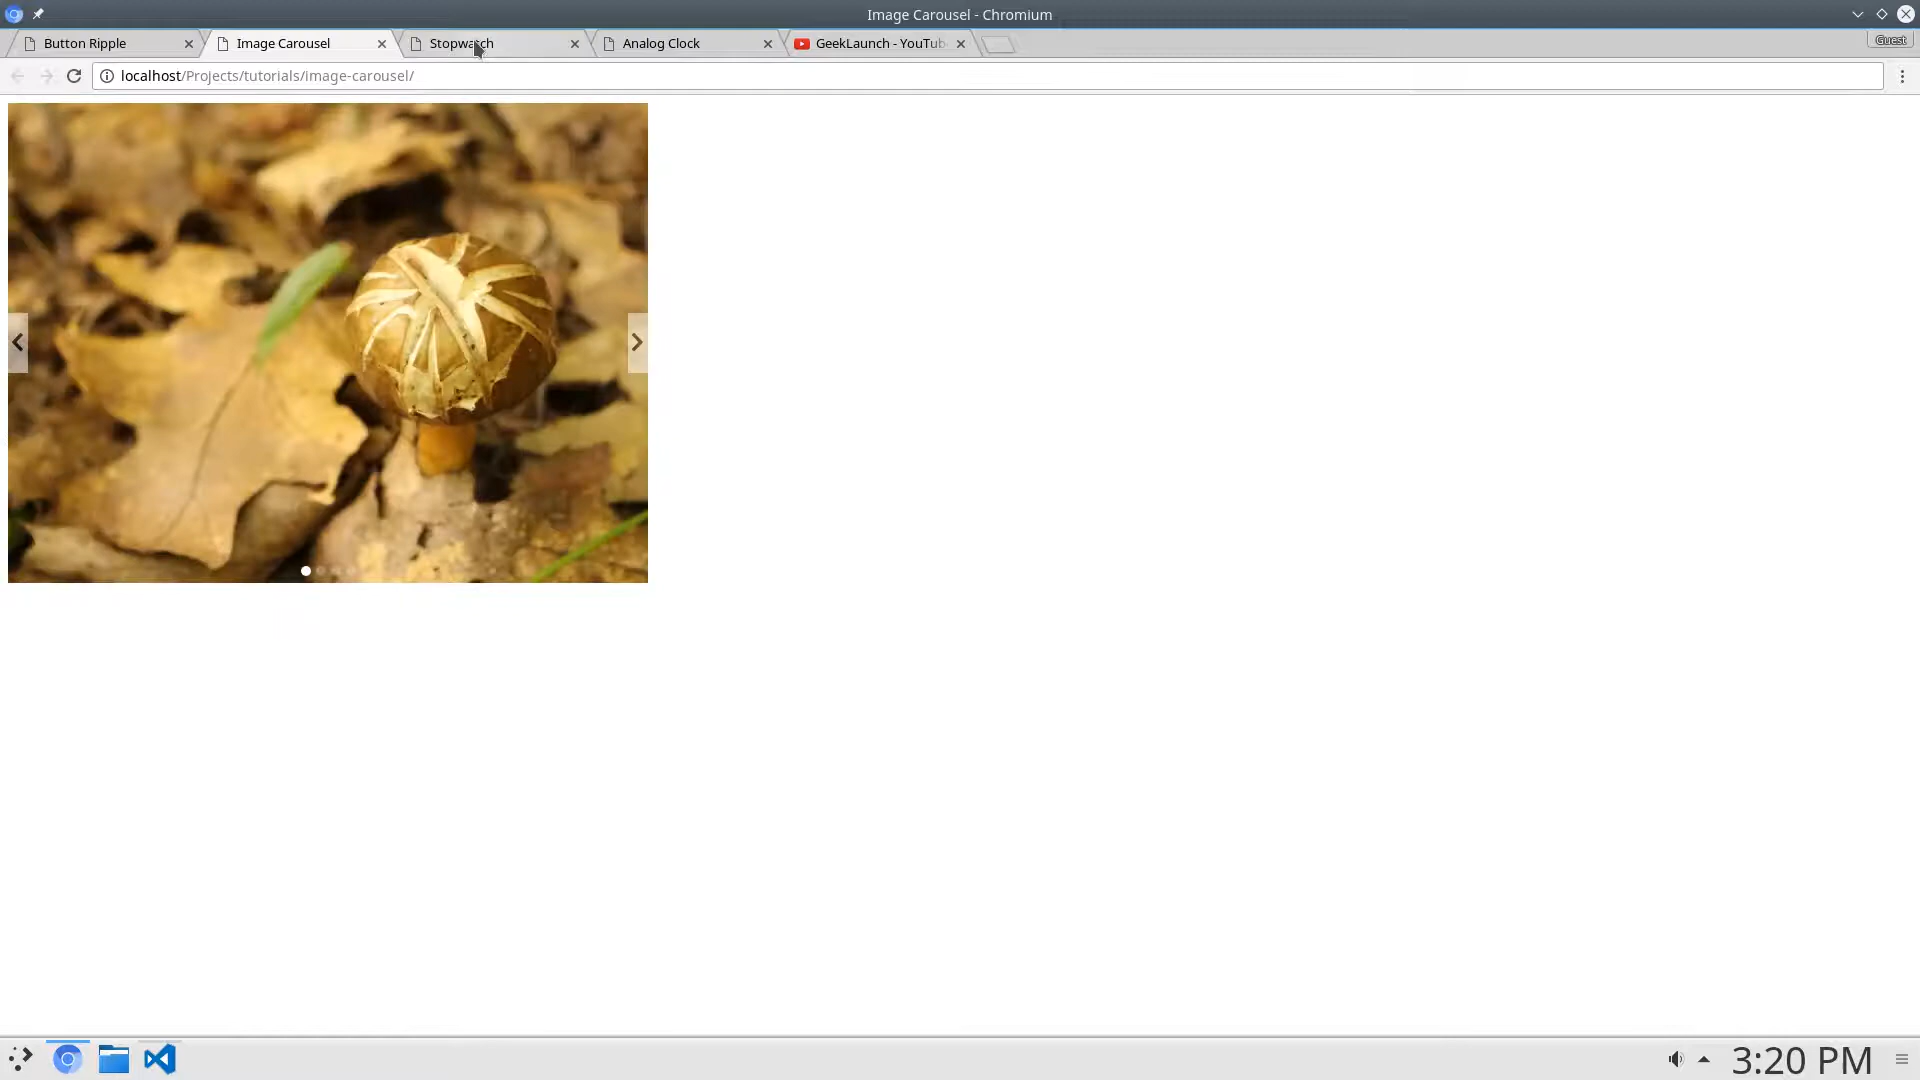 Image Carousel - Chromium
Button Ripple
Image Carousel
Stopwatch
Analog Clock
GeekLaunch - YouTub
Guest
localhost/Projects/tutorials/image-carousel/
3:20 PM